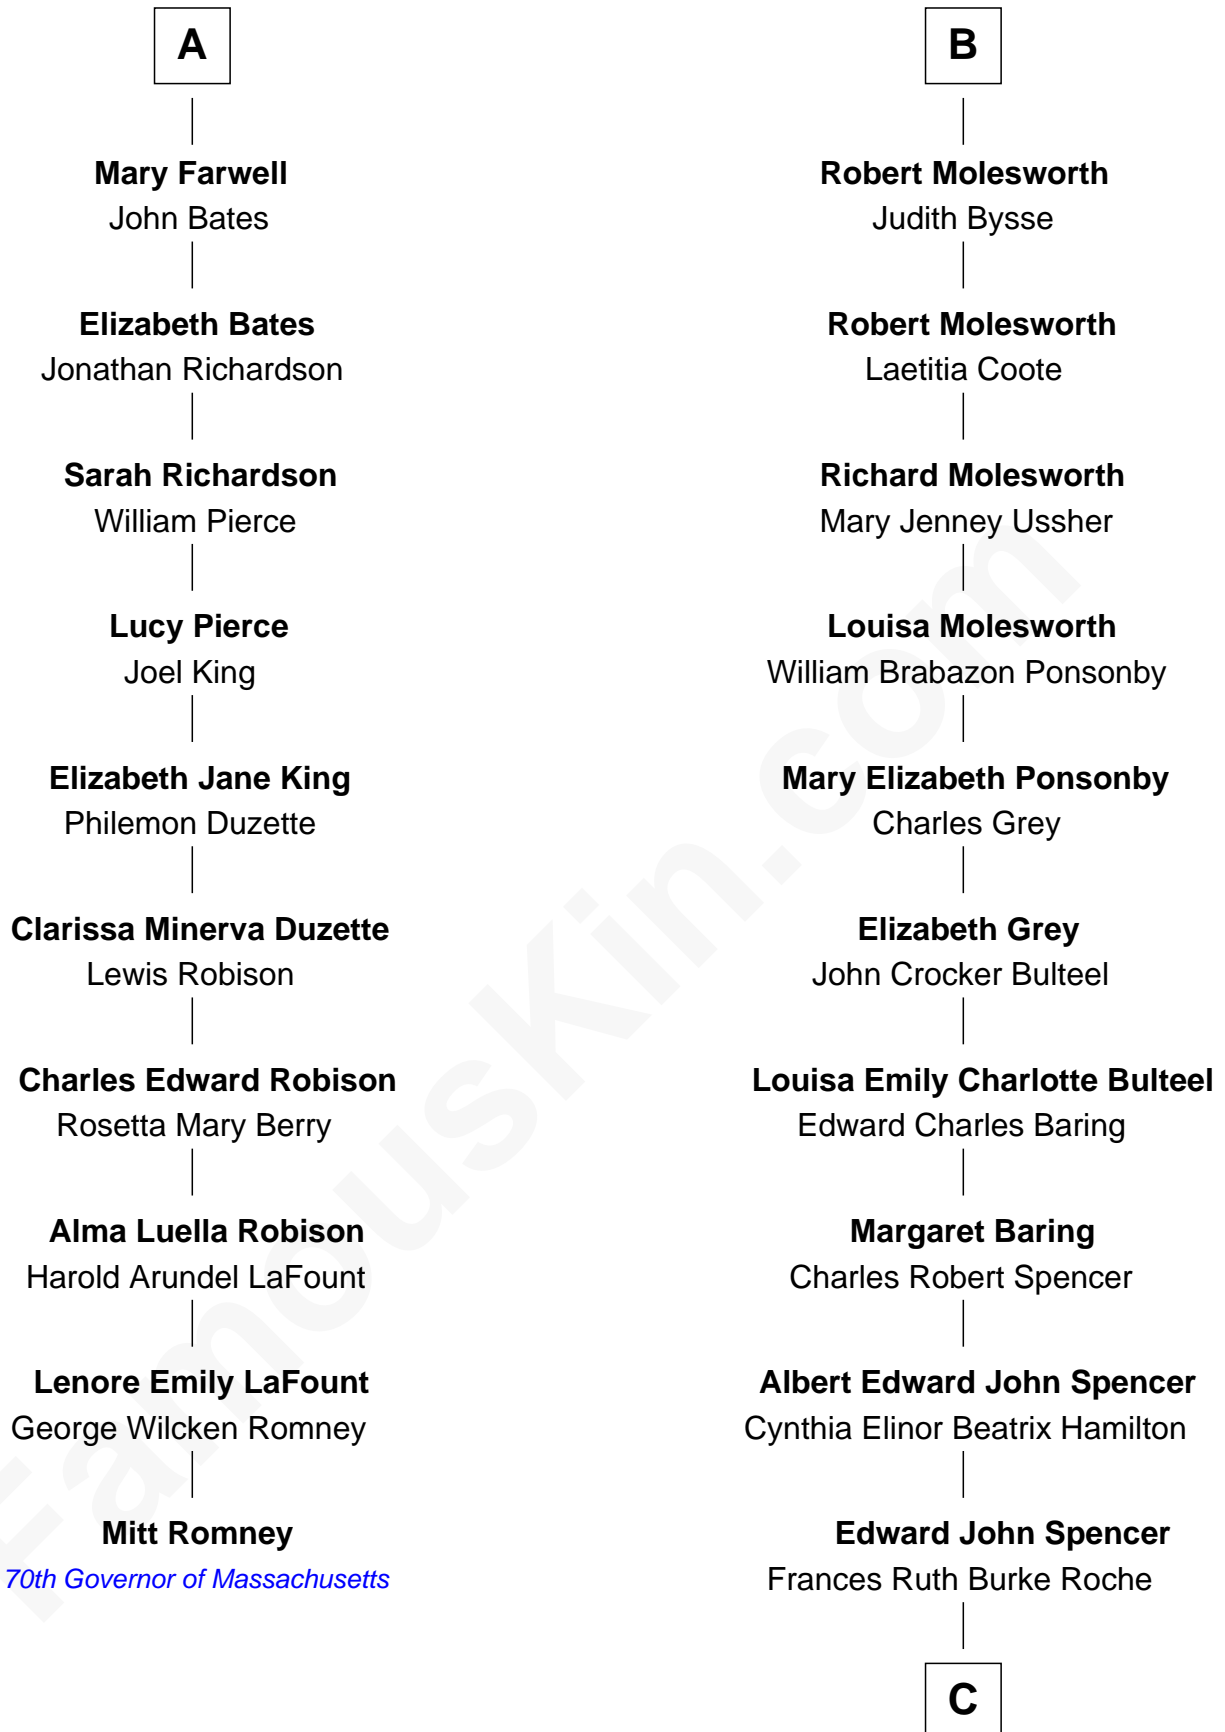 A
Mary Farwell
John Bates
Elizabeth Bates
Jonathan Richardson
Sarah Richardson
William Pierce
Lucy Pierce
Joel King
Elizabeth Jane King
Philemon Duzette
Clarissa Minerva Duzette
Lewis Robison
Charles Edward Robison
Rosetta Mary Berry
Alma Luella Robison
Harold Arundel LaFount
Lenore Emily LaFount
George Wilcken Romney
Mitt Romney
70th Governor of Massachusetts
B
Robert Molesworth
Judith Bysse
Robert Molesworth
Laetitia Coote
Richard Molesworth
Mary Jenney Ussher
Louisa Molesworth
William Brabazon Ponsonby
Mary Elizabeth Ponsonby
Charles Grey
Elizabeth Grey
John Crocker Bulteel
Louisa Emily Charlotte Bulteel
Edward Charles Baring
Margaret Baring
Charles Robert Spencer
Albert Edward John Spencer
Cynthia Elinor Beatrix Hamilton
Edward John Spencer
Frances Ruth Burke Roche
C
FamousKin.com